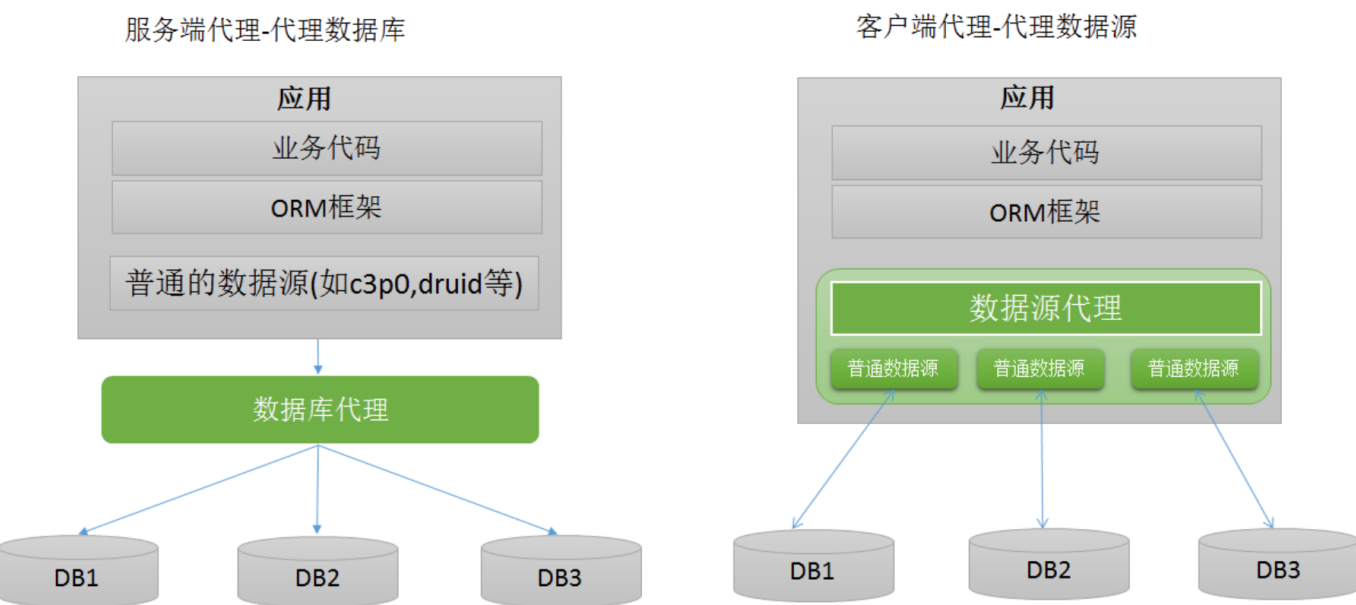 服务端代理-代理数据库
应用
业务代码
ORM框架
普通的数据源(如c3p0,druid等)
数据库代理
DB1
DB2
DB3
客户端代理-代理数据源
应用
业务代码
ORM框架
数据源代理
普通数据源
普通数据源
普通数据源
DB1
DB2
DB3